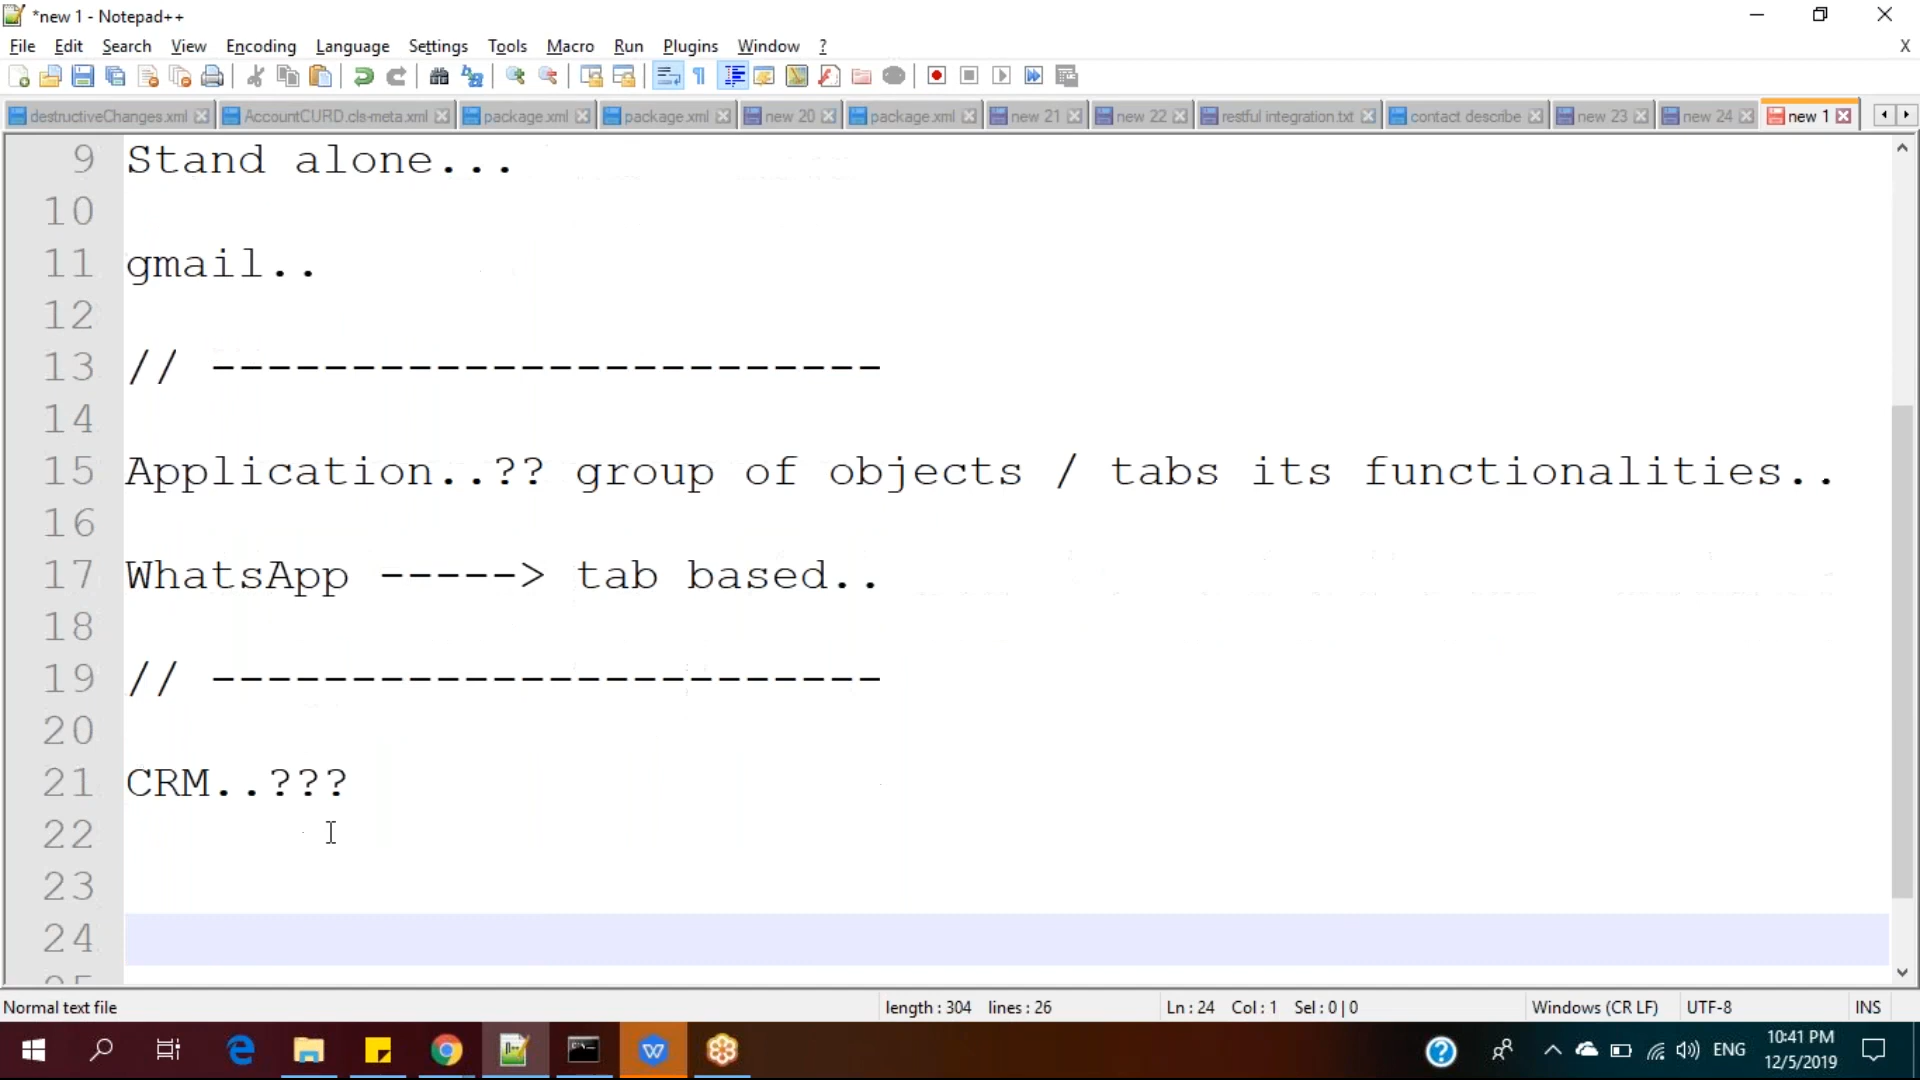 *new 1 - Notepad++
File Edit Search View Encoding Language Settings Tools Macro Run Plugins Window ? X
destructiveChanges.xml AccountCURD.cls-meta.xml package.xml package.xml new 20 package.xml new 21 new 22 restful integration.txt contact describe new 23 new 24 new 1
9 Stand alone...
10
11 gmail..
12
13 // ------------------------
14
15 Application..?? group of objects / tabs its functionalities..
16
17 WhatsApp -----> tab based..
18
19 // ------------------------
20
21 CRM..???
22
23
24
Normal text file length : 304 lines : 26 Ln : 24 Col : 1 Sel : 0 | 0 Windows (CR LF) UTF-8 INS
ENG 10:41 PM
12/5/2019